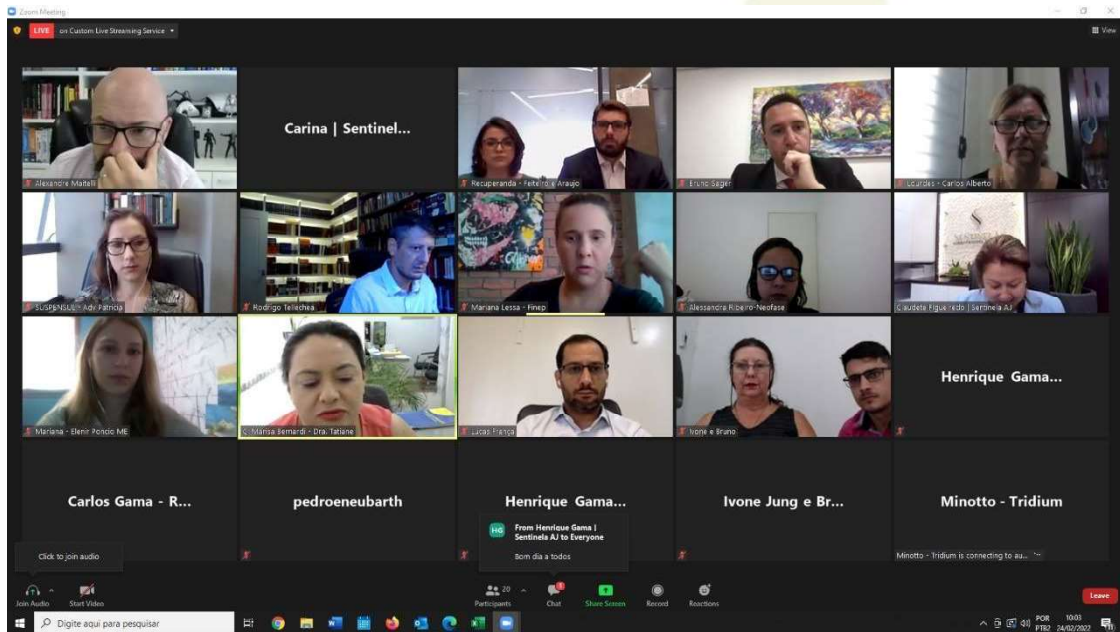 Zoom Meeting
LIVE on Custom Live Streaming Service
View
Alexandre Maitelli
Carina | Sentinel...
Recuperanda - Feiteiro e Araujo
Bruno Sager
Lourdes - Carlos Alberto
SUSPENSUL - Adv Patricia
Rodrigo Tellechea
Mariana Lessa - Finep
Alessandra Ribeiro-Neofase
Claudete Figueiredo | Sentinela AJ
Mariana - Elenir Poncio ME
C. Marisa Bernardi - Dra. Tatiane
Lucas França
Ivone e Bruno
Henrique Gama...
Carlos Gama - R...
pedroeneubarth
Henrique Gama...
Ivone Jung e Br...
Minotto - Tridium
HG
From Henrique Gama |
Sentinela AJ to Everyone
Bom dia a todos
Click to join audio
Minotto - Tridium is connecting to au...
Join Audio
Start Video
20
Participants
Chat
Share Screen
Record
Reactions
Leave
Digite aqui para pesquisar
POR
PTB2
10:03
24/02/2022